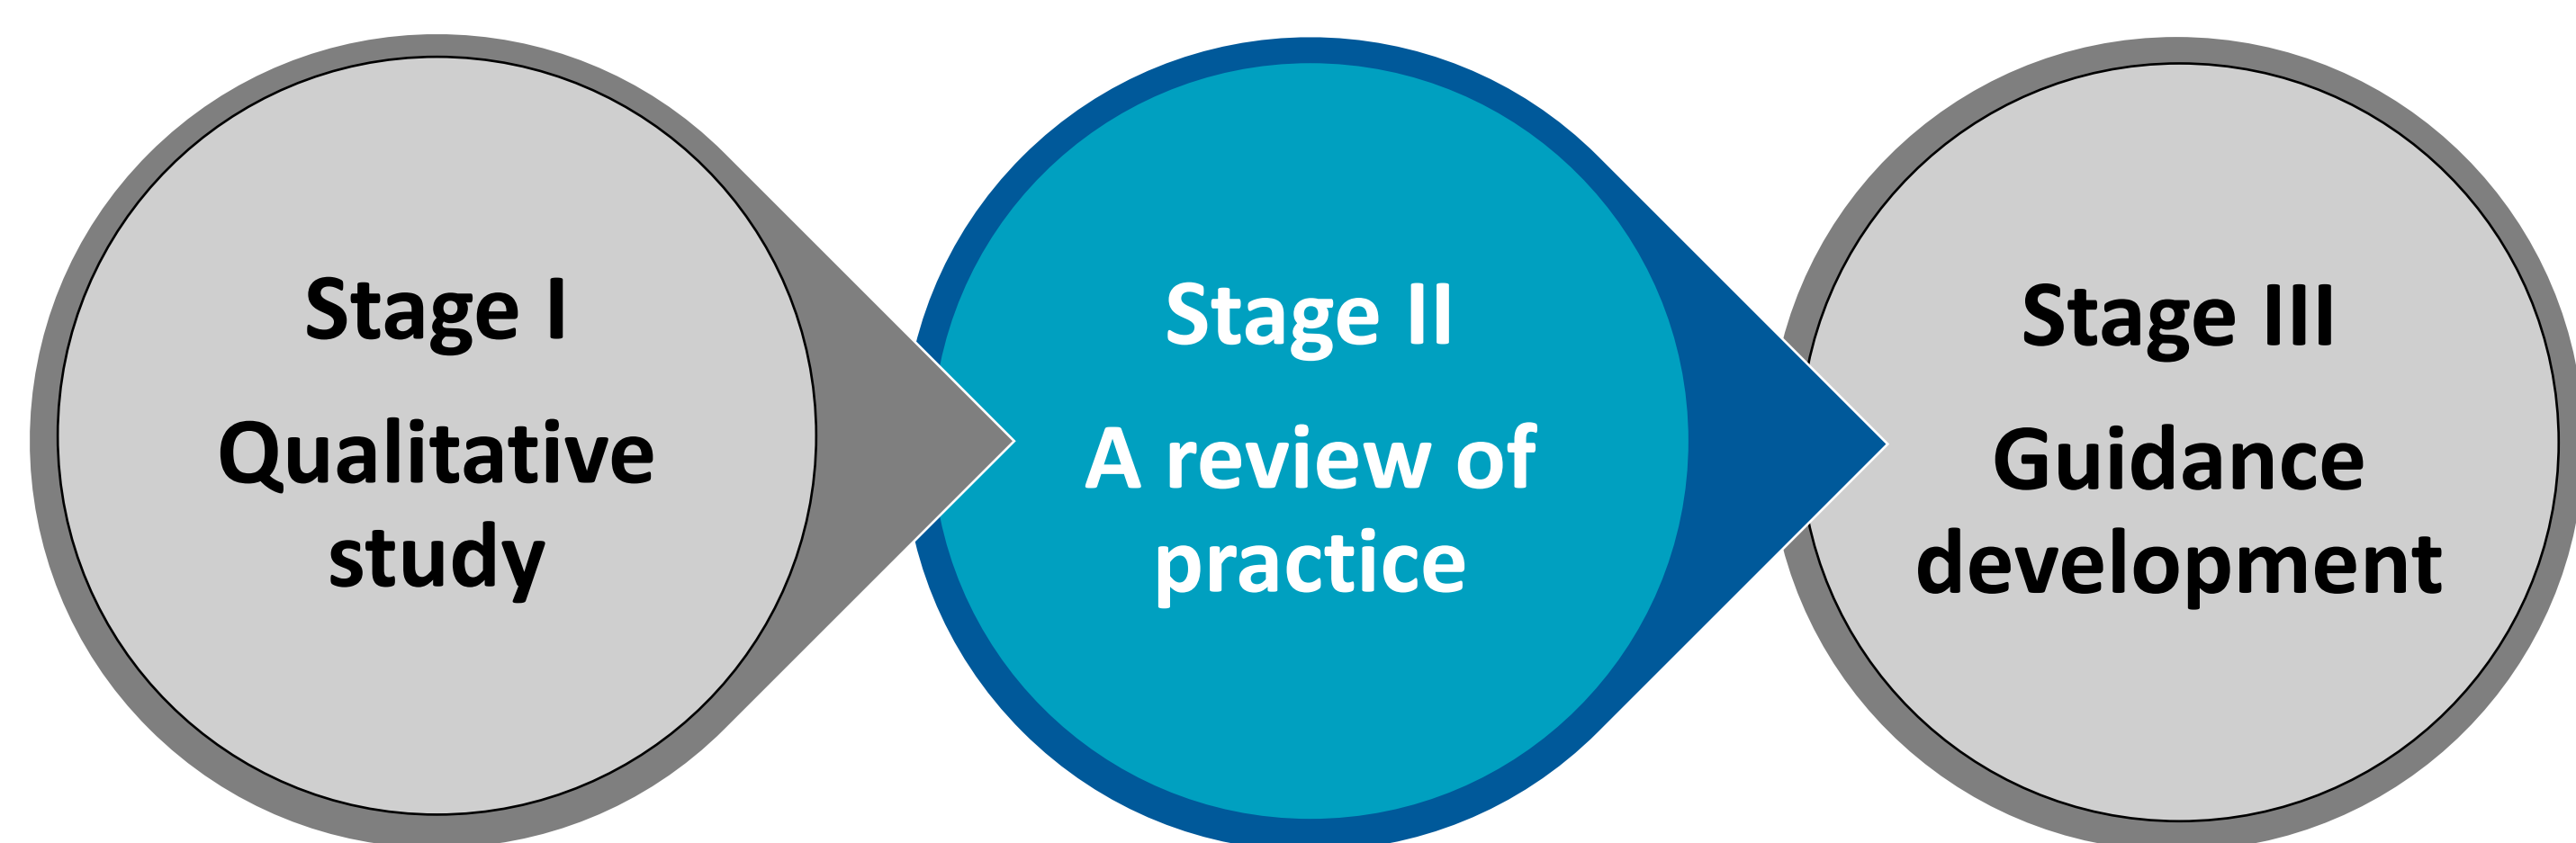 Stage I
Qualitative
study
Stage II
A review of
practice
Stage III
Guidance
development